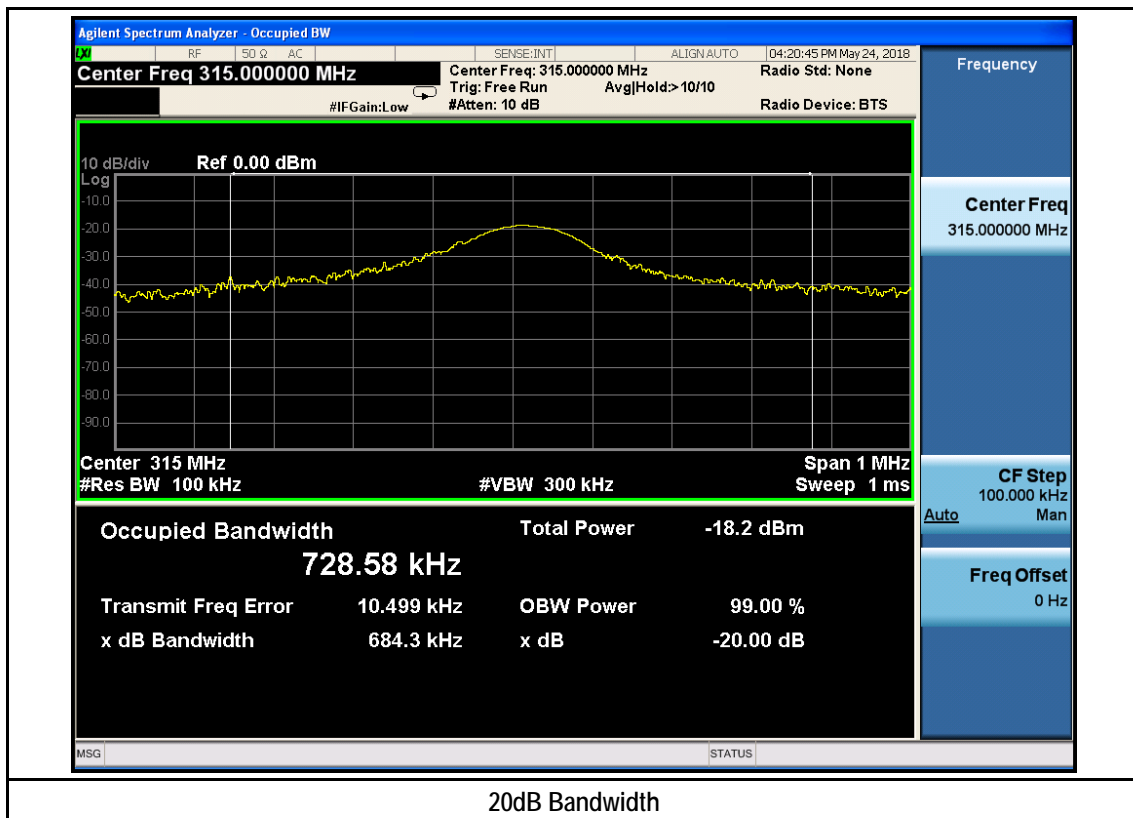 Agilent Spectrum Analyzer - Occupied BW
LXI RF 50 Ω AC SENSE:INT ALIGN AUTO 04:20:45 PM May 24, 2018
Center Freq 315.000000 MHz
Center Freq: 315.000000 MHz
Radio Std: None
Trig: Free Run Avg|Hold:> 10/10
#IFGain:Low #Atten: 10 dB Radio Device: BTS
10 dB/div Ref 0.00 dBm
Log
-10.0
-20.0
-30.0
-40.0
-50.0
-60.0
-70.0
-80.0
-90.0
Center 315 MHz Span 1 MHz
#Res BW 100 kHz #VBW 300 kHz Sweep 1 ms
Occupied Bandwidth Total Power -18.2 dBm
728.58 kHz
Transmit Freq Error 10.499 kHz OBW Power 99.00 %
x dB Bandwidth 684.3 kHz x dB -20.00 dB
MSG STATUS
Frequency
Center Freq
315.000000 MHz
CF Step
100.000 kHz
Auto Man
Freq Offset
0 Hz
20dB Bandwidth